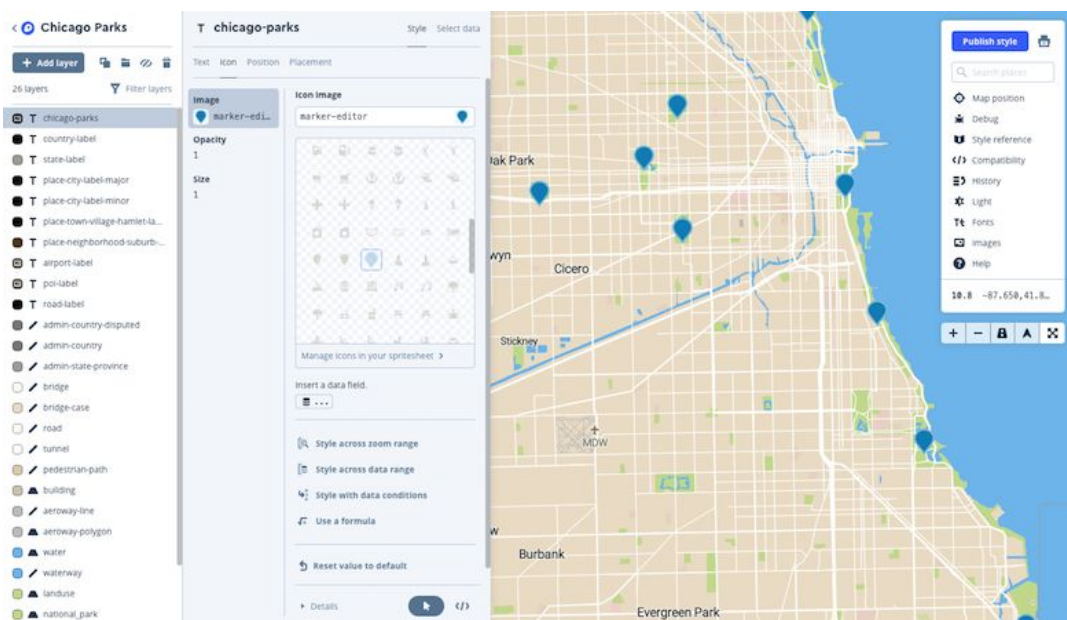 Chicago Parks
+ Add layer
26 layers
Filter layers
chicago-parks
country-label
state-label
place-city-label-major
place-city-label-minor
place-town-village-hamlet-la...
place-neighborhood-suburb-...
airport-label
poi-label
road-label
admin-country-disputed
admin-country
admin-state-province
bridge
bridge-case
road
tunnel
pedestrian-path
building
aeroway-line
aeroway-polygon
water
waterway
landuse
national_park
T chicago-parks
Style Select data
Text Icon Position Placement
Image
marker-edi...
Opacity
1
Size
1
Icon image
marker-editor
Manage icons in your spritesheet >
Insert a data field.
...
Style across zoom range
Style across data range
Style with data conditions
Use a formula
Reset value to default
Details
</>
Oak Park
wyn
Cicero
Stickney
MDW
w
Burbank
Evergreen Park
Publish style
Search places
Map position
Debug
Style reference
</> Compatibility
History
Light
Tt Fonts
Images
Help
10.8 -87.650,41.8...